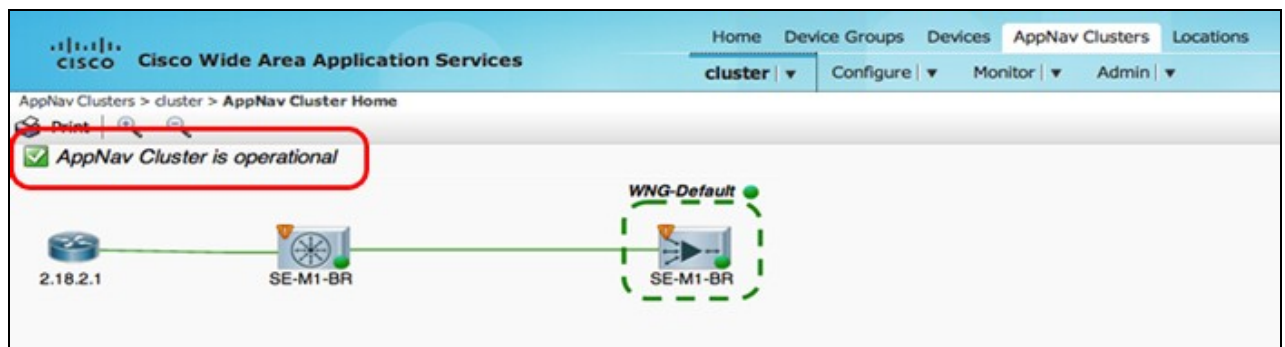 Home Device Groups Devices AppNav Clusters Locations
CISCO Cisco Wide Area Application Services
cluster Configure Monitor Admin
AppNav Clusters > cluster > AppNav Cluster Home
Print
AppNav Cluster is operational
WNG-Default
2.18.2.1 SE-M1-BR SE-M1-BR